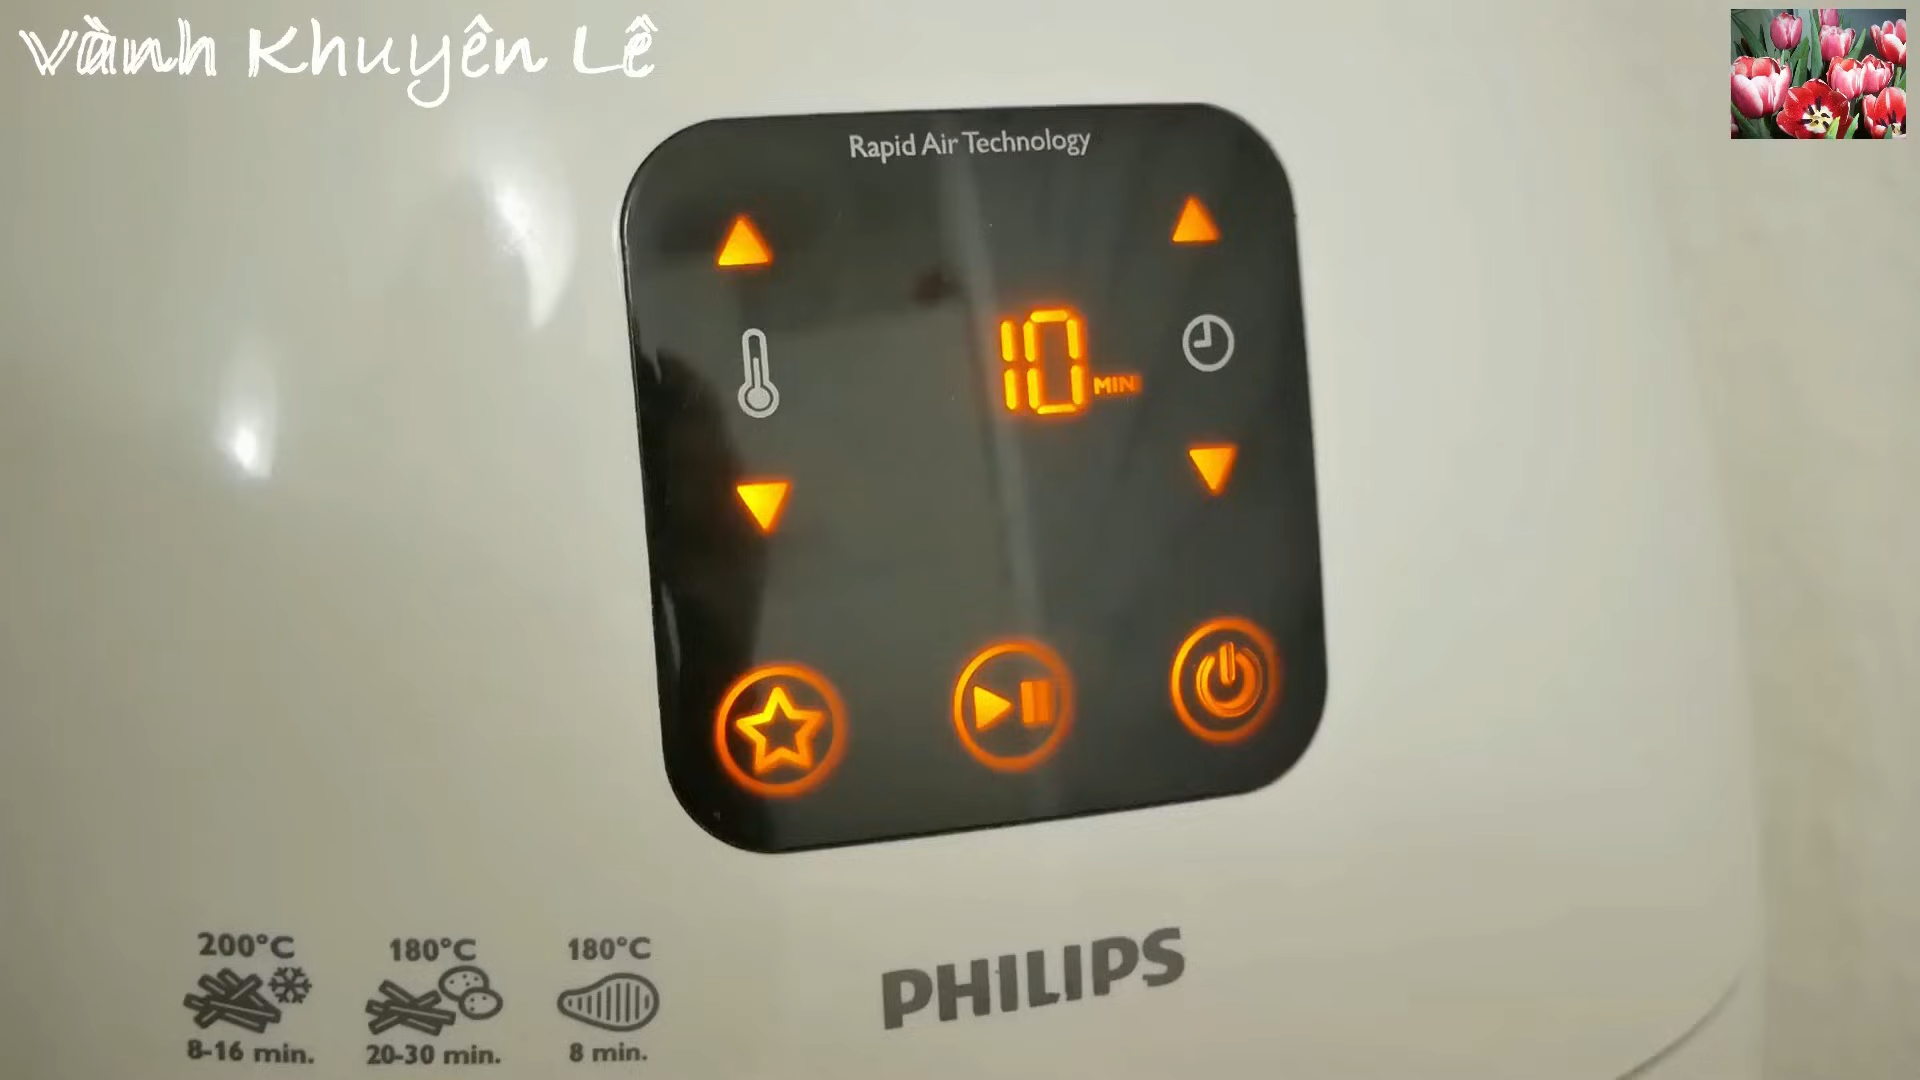 Vành Khuyên Lê
Rapid Air Technology
10 MIN
200°C
8-16 min.
180°C
20-30 min.
180°C
8 min.
PHILIPS